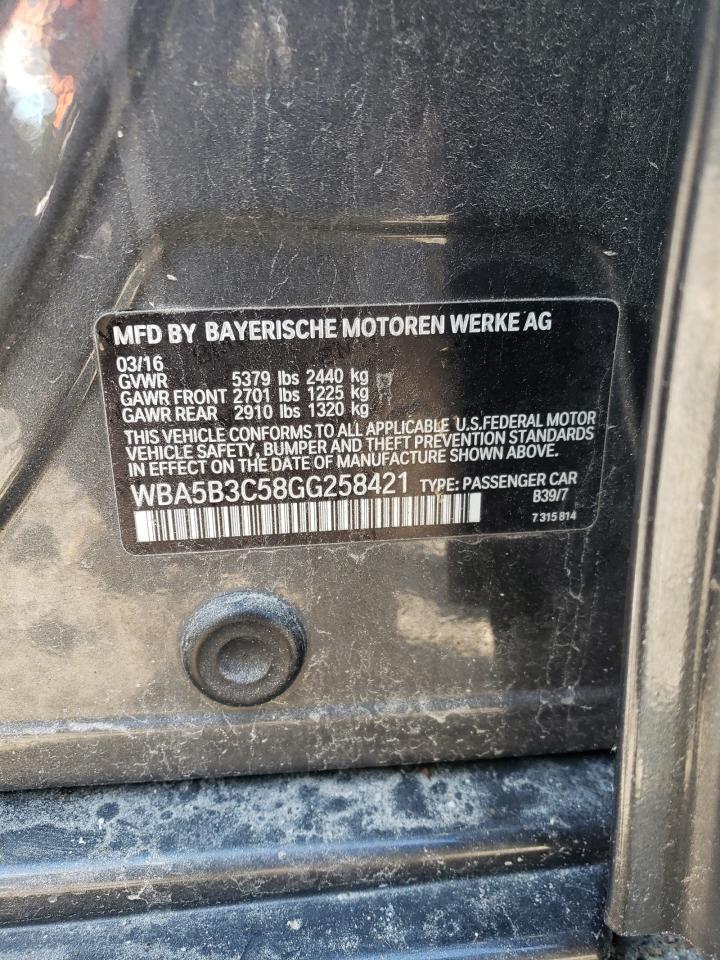 MFD BY BAYERISCHE MOTOREN WERKE AG
03/16
GVWR 5379 lbs 2440 kg
GAWR FRONT 2701 lbs 1225 kg
GAWR REAR 2910 lbs 1320 kg
THIS VEHICLE CONFORMS TO ALL APPLICABLE U.S.FEDERAL MOTOR
VEHICLE SAFETY, BUMPER AND THEFT PREVENTION STANDARDS
IN EFFECT ON THE DATE OF MANUFACTURE SHOWN ABOVE.
WBA5B3C58GG258421 TYPE: PASSENGER CAR
B39/7
7 315 814